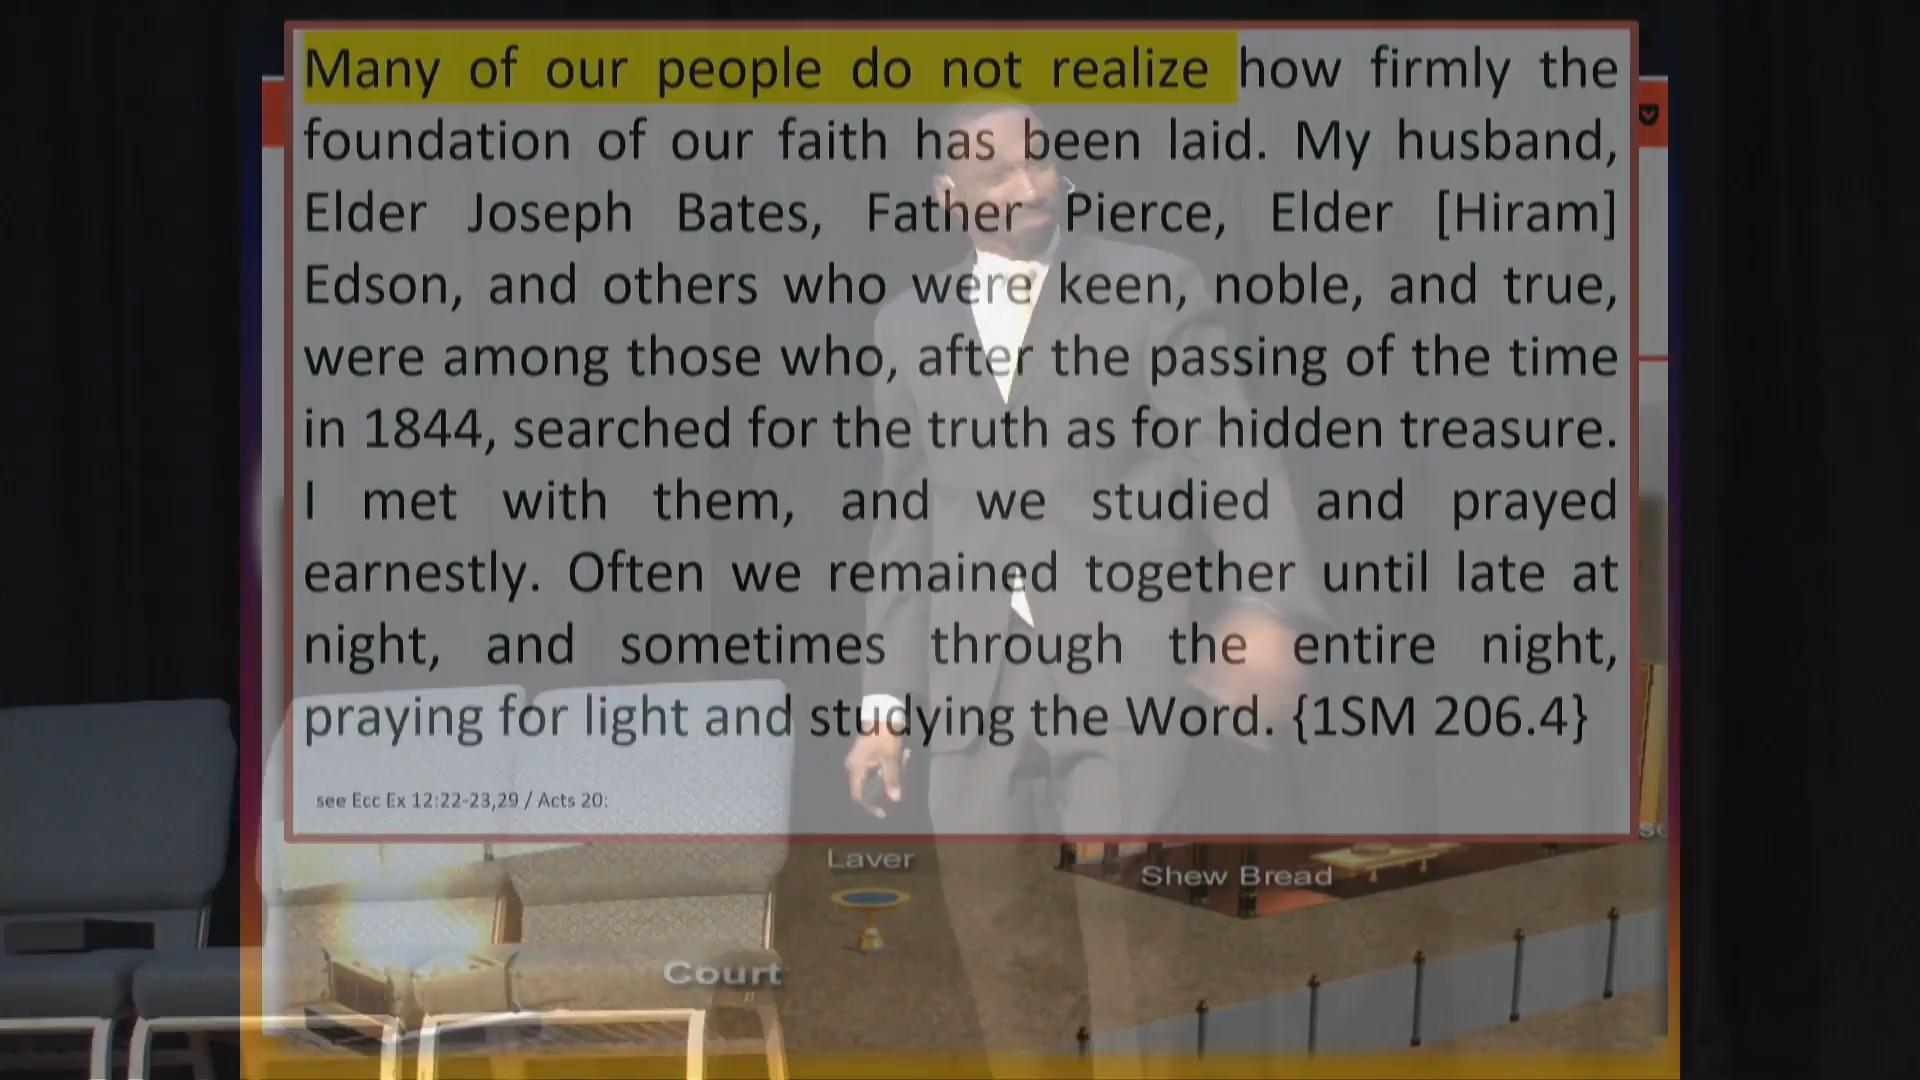 Many of our people do not realize how firmly the
foundation of our faith has been laid. My husband,
Elder Joseph Bates, Father Pierce, Elder [Hiram]
Edson, and others who were keen, noble, and true,
were among those who, after the passing of the time
in 1844, searched for the truth as for hidden treasure.
I met with them, and we studied and prayed
earnestly. Often we remained together until late at
night, and sometimes through the entire night,
praying for light and studying the Word. {1SM 206.4}
see Ecc Ex 12:22-23,29 / Acts 20:
Laver
Shew Bread
Court